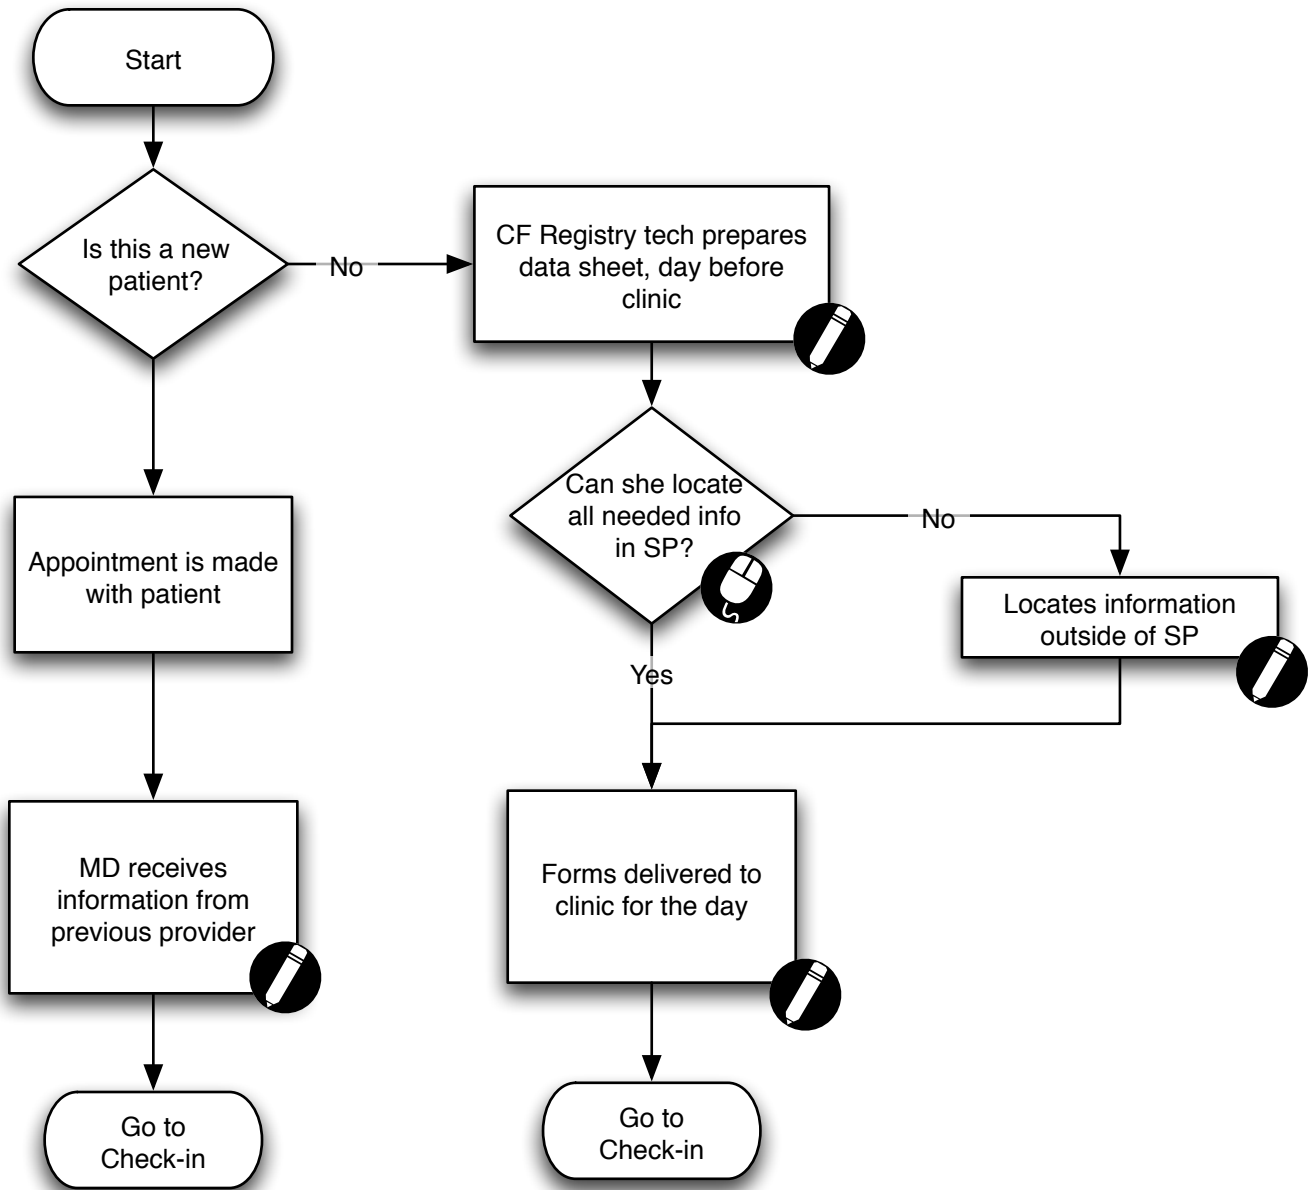 Start
Is this a new
patient?
No
CF Registry tech prepares
data sheet, day before
clinic
Can she locate
all needed info
in SP?
No
Locates information
outside of SP
Yes
Appointment is made
with patient
MD receives
information from
previous provider
Forms delivered to
clinic for the day
Go to
Check-in
Go to
Check-in